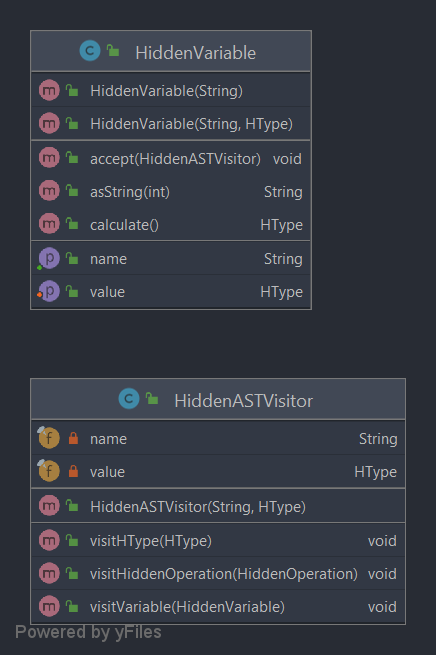 C HiddenVariable
m HiddenVariable(String)
m HiddenVariable(String, HType)
m accept(HiddenASTVisitor) void
m asString(int) String
m calculate() HType
p name String
p value HType
C HiddenASTVisitor
f name String
f value HType
m HiddenASTVisitor(String, HType)
m visitHType(HType) void
m visitHiddenOperation(HiddenOperation) void
m visitVariable(HiddenVariable) void
Powered by yFiles